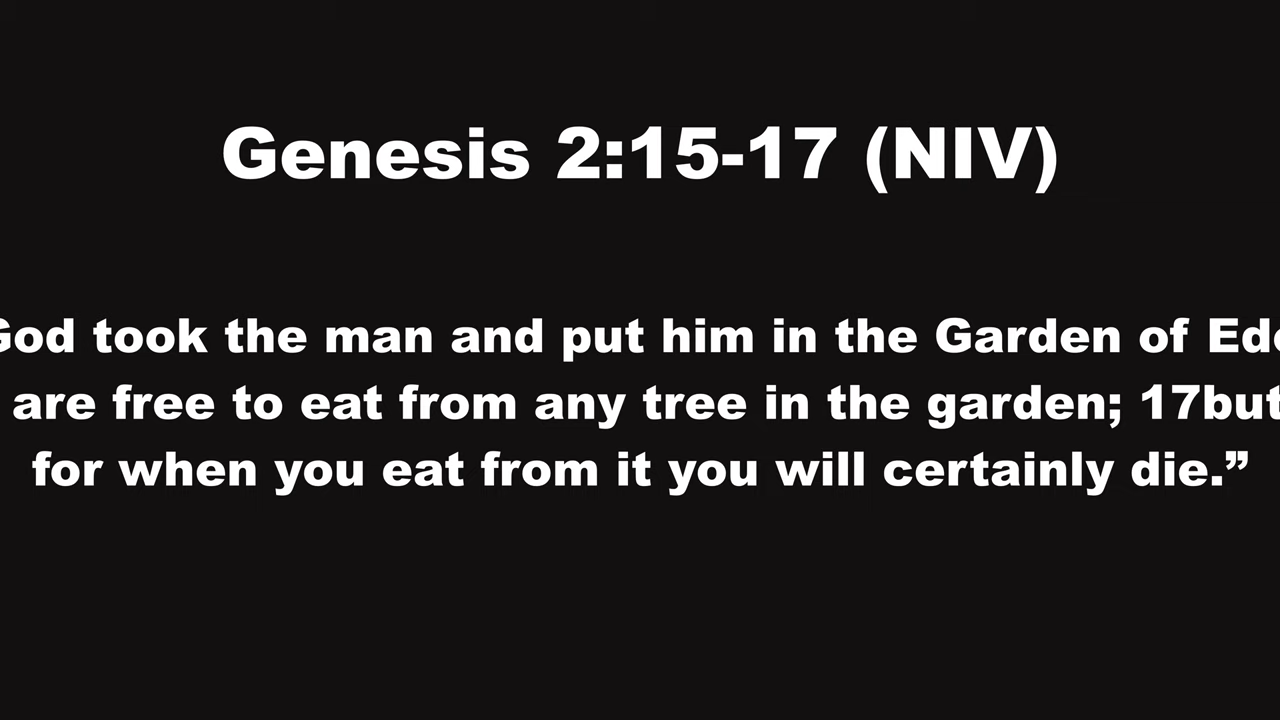 Genesis 2:15-17 (NIV)
God took the man and put him in the Garden of Ede
are free to eat from any tree in the garden; 17but
for when you eat from it you will certainly die.”